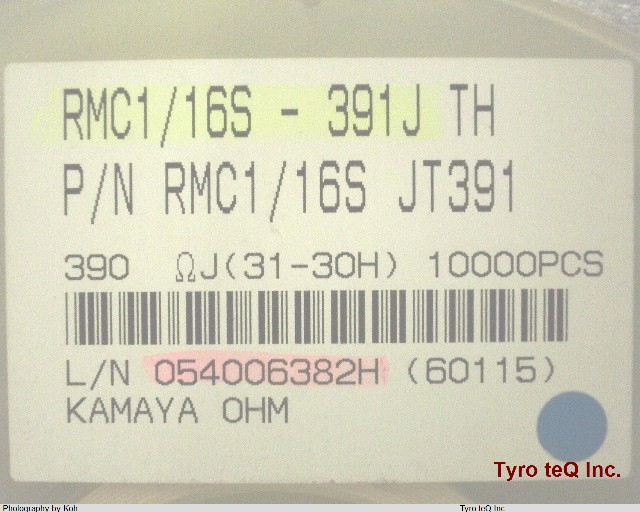 RMC1/16S - 391J TH
P/N RMC1/16S JT391
390 ΩJ(31-30H) 10000PCS
L/N 054006382H (60115)
KAMAYA OHM
Tyro teQ Inc.
Photography by Koh
Tyro teQ Inc